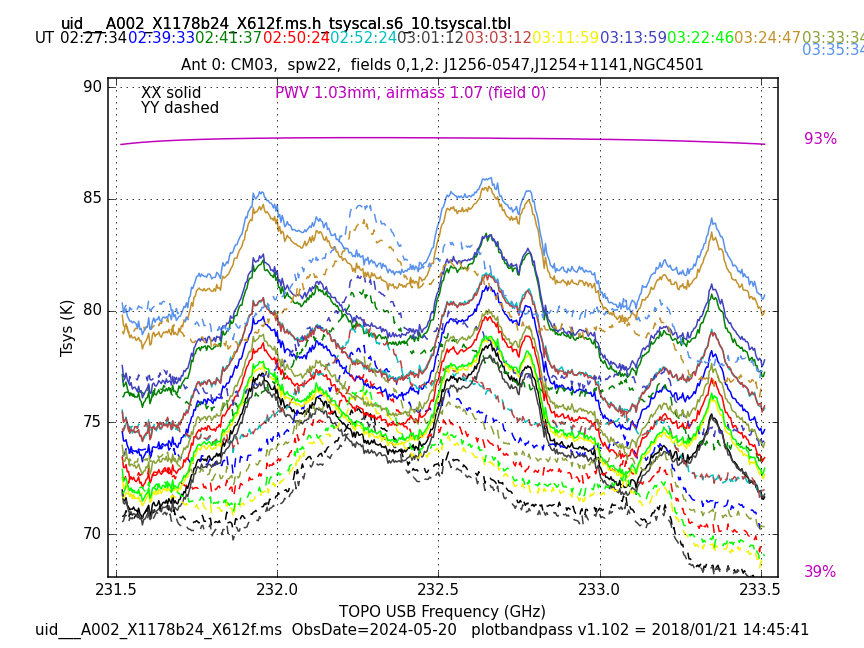 uid___A002_X1178b24_X612f.ms.h_tsyscal.s6_10.tsyscal.tbl
UT 02:27:34 02:39:33 02:41:37 02:50:24 02:52:24 03:01:12 03:03:12 03:11:59 03:13:59 03:22:46 03:24:47 03:33:34
03:35:34
Ant 0: CM03, spw22, fields 0,1,2: J1256-0547,J1254+1141,NGC4501
90
XX solid
PWV 1.03mm, airmass 1.07 (field 0)
YY dashed
93%
85
80
Tsys (K)
75
70
39%
231.5 232.0 232.5 233.0 233.5
TOPO USB Frequency (GHz)
uid___A002_X1178b24_X612f.ms ObsDate=2024-05-20 plotbandpass v1.102 = 2018/01/21 14:45:41